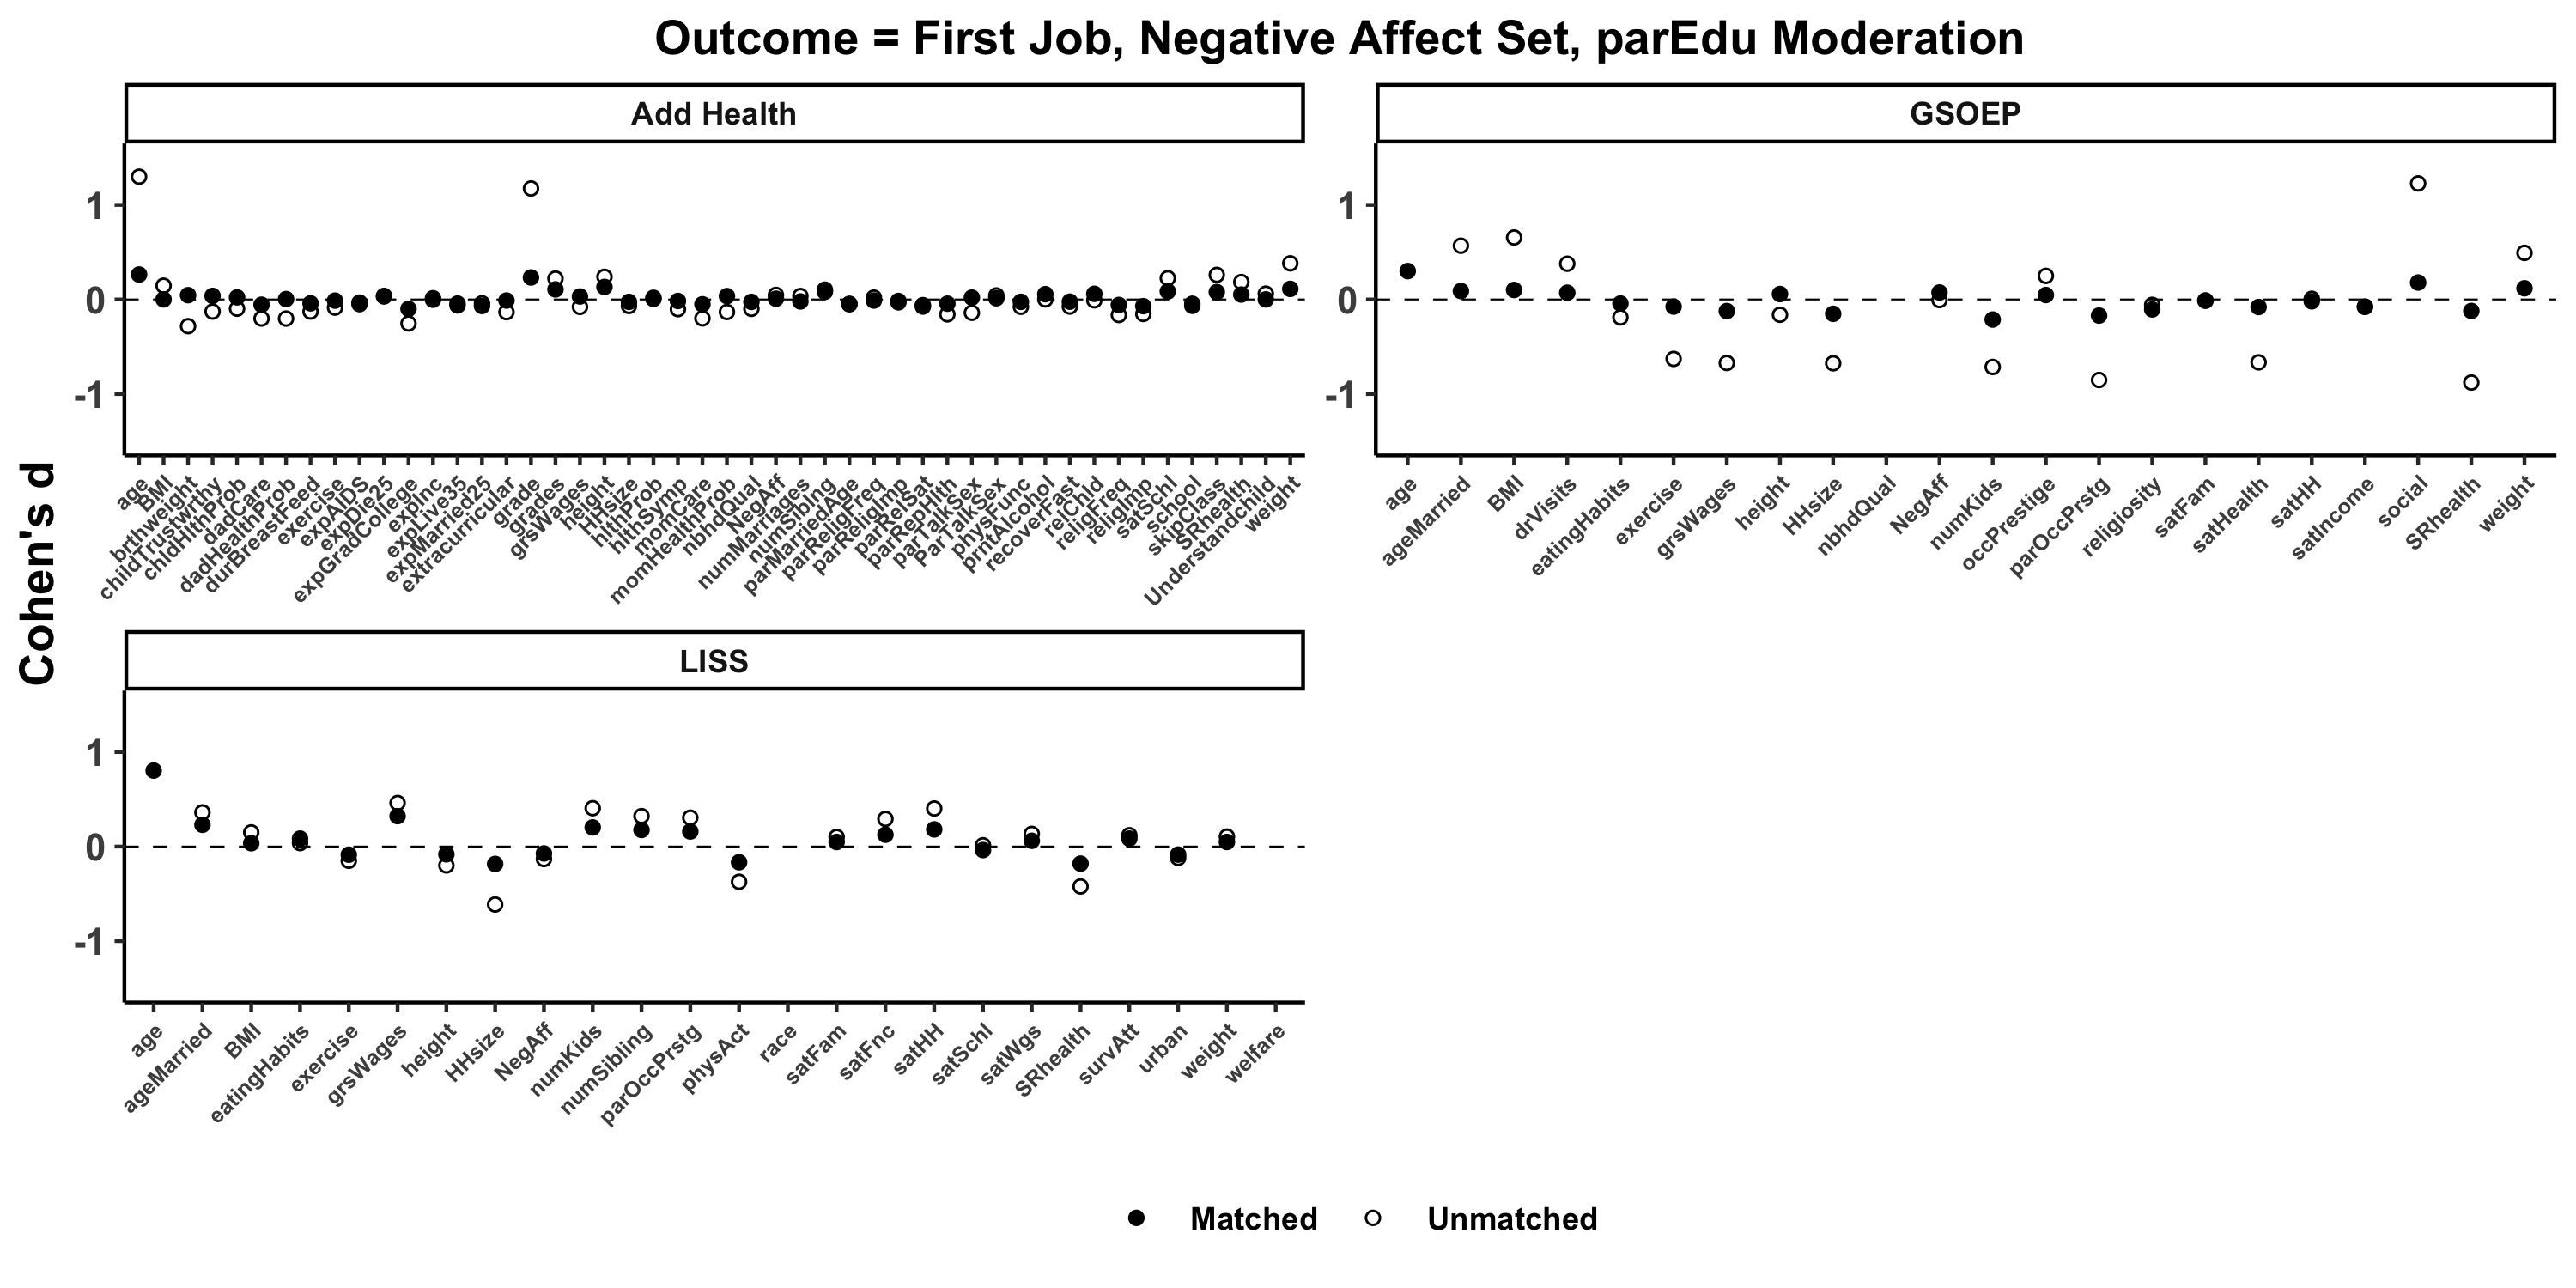 Outcome = First Job, Negative Affect Set, parEdu Moderation
Add Health
GSOEP
Cohen's d
1
0
-1
age
BMI
brthweight
childTrustwrthy
chldHlthProb
dadCare
dadHealthProb
durBreastFeed
exercise
expAIDS
expDie25
expGradCollege
expInc
expLive35
expMarried25
extracurricular
grade
grades
grsWages
height
HHsize
hlthProb
hlthSymp
momCare
momHealthProb
nbhdQual
NegAff
numMarriages
numSibling
parMarriedAge
parReligFreq
parReligImp
parRelSat
parRepHlth
parTalkSex
ParTalkSex
physFunc
prntAlcohol
recoverFast
relChld
religFreq
religImp
satSchl
school
skipClass
SRhealth
Understandchild
weight
1
0
-1
age
ageMarried
BMI
drVisits
eatingHabits
exercise
grsWages
height
HHsize
nbhdQual
NegAff
numKids
occPrestige
parOccPrstg
religiosity
satFam
satHealth
satHH
satIncome
social
SRhealth
weight
LISS
1
0
-1
age
ageMarried
BMI
eatingHabits
exercise
grsWages
height
HHsize
NegAff
numKids
numSibling
parOccPrstg
physAct
race
satFam
satFnc
satHH
satSchl
satWgs
SRhealth
survAtt
urban
weight
welfare
Matched
Unmatched